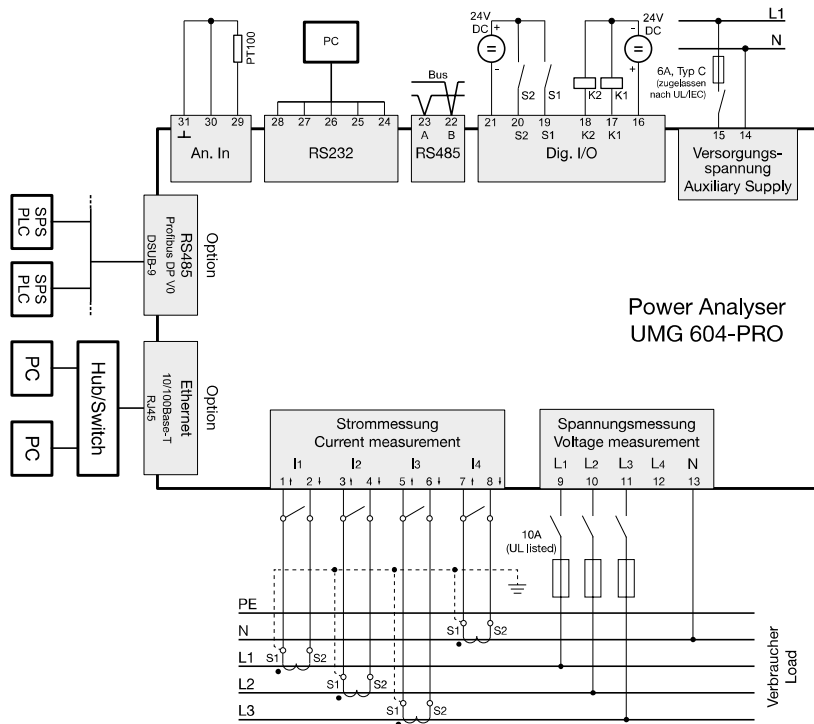 24V
DC
+
-
24V
DC
-
+
L1
N
PC
PT100
Bus
S2
S1
K2
K1
6A, Typ C
(zugelassen
nach UL/IEC)
31 30 29
An. In
28 27 26 25 24
RS232
23 22
A B
RS485
21 20 19 18 17 16
S2 S1 K2 K1
Dig. I/O
15 14
Versorgungs-
spannung
Auxiliary Supply
SPS
PLC
SPS
PLC
Option
RS485
Profibus DP V0
DSUB-9
Power Analyser
UMG 604-PRO
PC
PC
Hub/Switch
Option
Ethernet
10/100Base-T
RJ45
Strommessung
Current measurement
I1 I2 I3 I4
1 2 3 4 5 6 7 8
Spannungsmessung
Voltage measurement
L1 L2 L3 L4 N
9 10 11 12 13
10A
(UL listed)
PE
N
S1 S2
L1
S1 S2
L2
S1 S2
L3
S1 S2
Verbraucher
Load